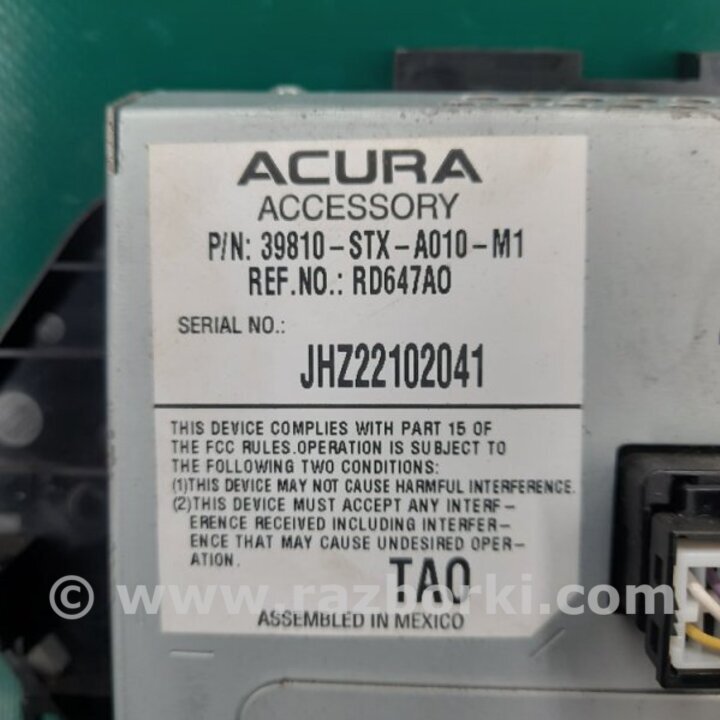 ACURA
ACCESSORY
P/N: 39810-STX-A010-M1
REF.NO.: RD647A0
SERIAL NO.:
JHZ22102041
THIS DEVICE COMPLIES WITH PART 15 OF
THE FCC RULES.OPERATION IS SUBJECT TO
THE FOLLOWING TWO CONDITIONS:
(1)THIS DEVICE MAY NOT CAUSE HARMFUL INTERFERENCE.
(2)THIS DEVICE MUST ACCEPT ANY INTERF-
ERENCE RECEIVED INCLUDING INTERFER-
ENCE THAT MAY CAUSE UNDESIRED OPER-
ATION.
TA0
© www.razborki.com
ASSEMBLED IN MEXICO